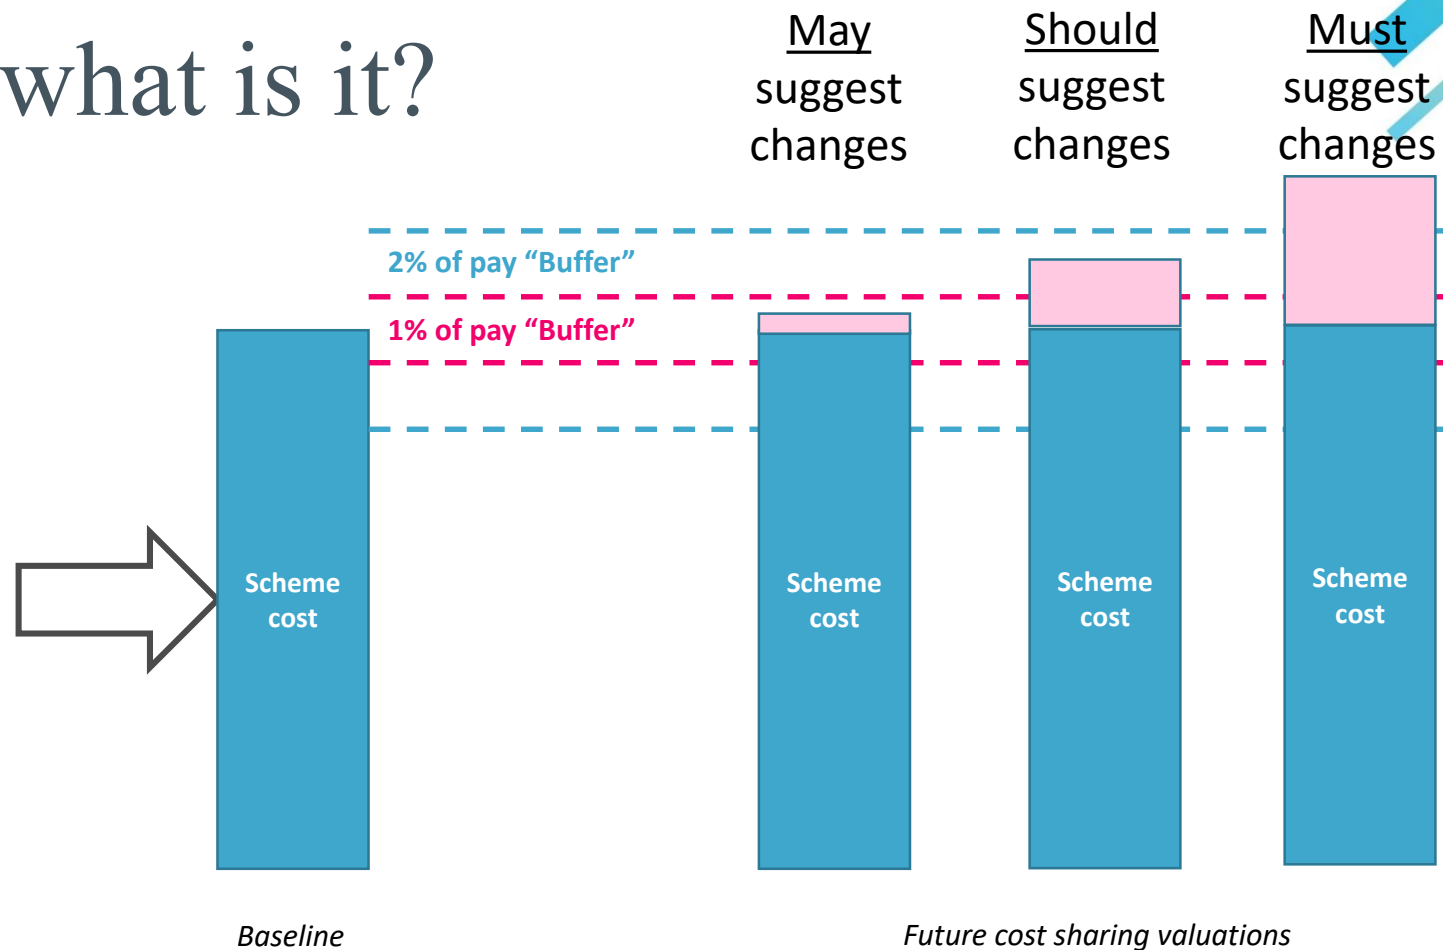 what is it?
May
suggest
changes
Should
suggest
changes
Must
suggest
changes
2% of pay “Buffer”
1% of pay “Buffer”
Scheme
cost
Scheme
cost
Scheme
cost
Scheme
cost
Baseline
Future cost sharing valuations